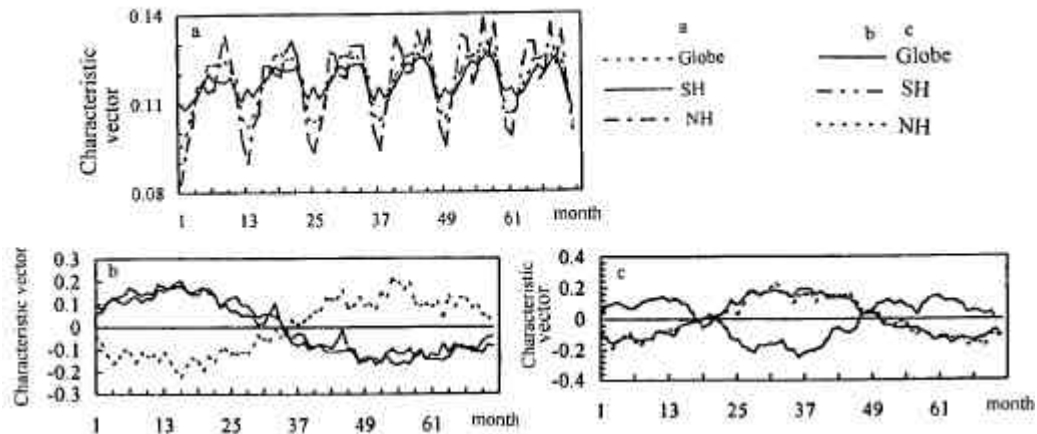 0.14
a
0.11
0.08
Characteristic
vector
1 13 25 37 49 61 month
a
Globe
SH
NH
b c
Globe
SH
NH
Characteristic vector
0.3
b
0.2
0.1
0
-0.1
-0.2
-0.3
1 13 25 37 49 61 month
Characteristic
vector
0.4
c
0.2
0
-0.2
-0.4
1 13 25 37 49 61 month